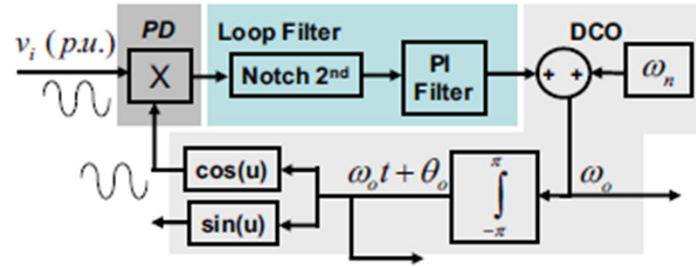 PD
Loop Filter
DCO
vᵢ (p.u.)
X
Notch 2ⁿᵈ
PI
Filter
+ +
ωₙ
cos(u)
sin(u)
ωₒt + θₒ
π
∫
-π
ωₒ